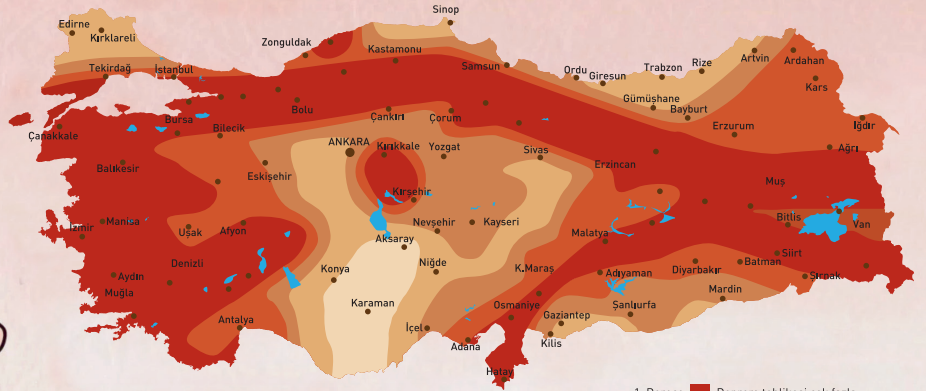 Sinop
Edirne
Kırklareli
Zonguldak
Kastamonu
Tekirdağ
İstanbul
Samsun
Ordu
Giresun
Trabzon
Rize
Artvin
Ardahan
Kars
Gümüşhane
Bayburt
Bolu
Bursa
Çanakkale
Bilecik
Çankırı
Çorum
Erzurum
Iğdır
Ağrı
ANKARA
Kırıkkale
Yozgat
Sivas
Erzincan
Balıkesir
Eskişehir
Kırşehir
Muş
Manisa
İzmir
Uşak
Afyon
Nevşehir
Kayseri
Malatya
Bitlis
Van
Aksaray
Denizli
Konya
Niğde
K.Maraş
Adıyaman
Diyarbakır
Batman
Siirt
Şırnak
Aydın
Muğla
Karaman
Osmaniye
Gaziantep
Şanlıurfa
Mardin
Antalya
İçel
Adana
Kilis
Hatay